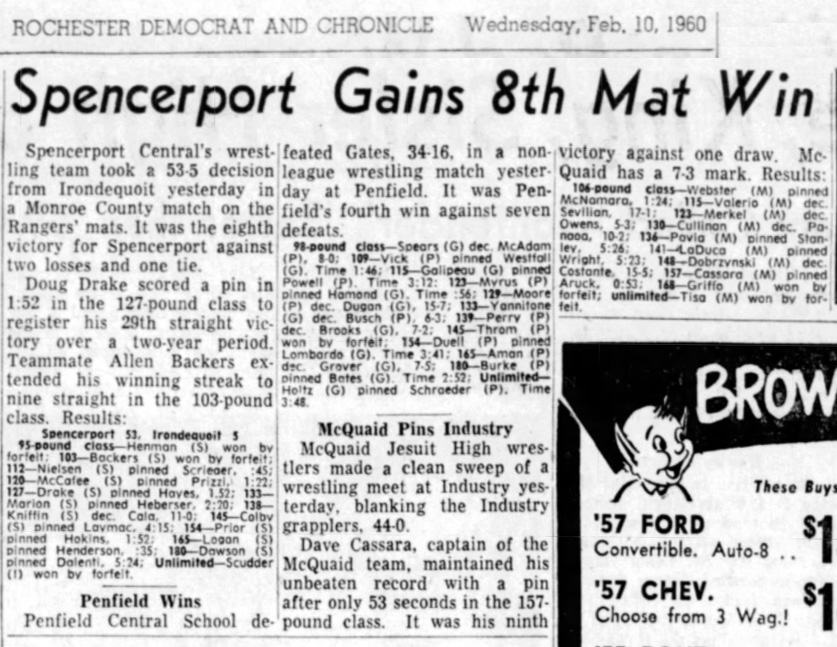 ROCHESTER DEMOCRAT AND CHRONICLE Wednesday, Feb. 10, 1960
Spencerport Gains 8th Mat Win
Spencerport Central's wrest-
ling team took a 53-5 decision
from Irondequoit yesterday in
a Monroe County match on the
Rangers' mats. It was the eighth
victory for Spencerport against
two losses and one tie.
Doug Drake scored a pin in
1:52 in the 127-pound class to
register his 29th straight vic-
tory over a two-year period.
Teammate Allen Backers ex-
tended his winning streak to
nine straight in the 103-pound
class. Results:
Spencerport 53, Irondequoit 5
95-pound class—Henman (S) won by
forfeit; 103—Backers (S) won by forfeit;
112—Nielsen (S) pinned :45;
120—McCafee (S) pinned Prizzi, 1:22;
127—Drake (S) pinned Hayes, 1.52; 133—
Marion (S) pinned Heberser, 2:20; 138—
Kniffin (S) dec. Cala, 11-0; 145—Colby
(S) pinned 4:15; 154—Prior (S)
pinned Hokins, 1:52; 165—Logan (S)
pinned Henderson, :35; 180—Dawson (S)
pinned Dalenti, 5:24; Unlimited—Scudder
(I) won by forfeit.
Penfield Wins
Penfield Central School de-
feated Gates, 34-16, in a non-
league wrestling match yester-
day at Penfield. It was Pen-
field's fourth win against seven
defeats.
98-pound class—Spears (G) dec. McAdam
(P), 8-0; 109—Vick (P) pinned Westfall
(G). Time 1:46; 115—Galipeau (G) pinned
Powell (P). Time 3:12; 123—Myrus (P)
pinned Hamond (G). Time :56; 129—Moore
(P) dec. Dugan (G), 15-7; 133—Yannitone
(G) dec. Busch (P), 6-3; 139—Perry (P)
dec. Brooks (G), 7-2; 145—Throm (P)
won by forfeit; 154—Duell (P) pinned
Lombardo (G). Time 3:41; 165—Aman (P)
dec. Graver (G), 7-5; 180—Burke (P)
pinned Bates (G). Time 2:52; Unlimited—
Holtz (G) pinned Schraeder (P). Time
3:48.
McQuaid Pins Industry
McQuaid Jesuit High wres-
tlers made a clean sweep of a
wrestling meet at Industry yes-
terday, blanking the Industry
grapplers, 44-0.
Dave Cassara, captain of the
McQuaid team, maintained his
unbeaten record with a pin
after only 53 seconds in the 157-
pound class. It was his ninth
victory against one draw. Mc-
Quaid has a 7-3 mark. Results:
106-pound class—Webster (M) pinned
McNamara, 1:24; 115—Valerio (M) dec.
Sevilian, 17-1; 123—Merkel (M) dec.
Owens, 5-3; 130—Cullinan (M) dec. Pa-
10-2; 136—Pavia (M) pinned Stan-
ley, 5:26; 141—LaDuca (M) pinned
Wright, 5:23; 148—Dobrzynski (M) dec.
Costante, 15-5; 157—Cassara (M) pinned
Aruck, 0:53; 168—Griffo (M) won by
forfeit; unlimited—Tisa (M) won by for-
feit.
BROW
These Buys
'57 FORD $1
Convertible. Auto-8 ..
'57 CHEV. $1
Choose from 3 Wag.!